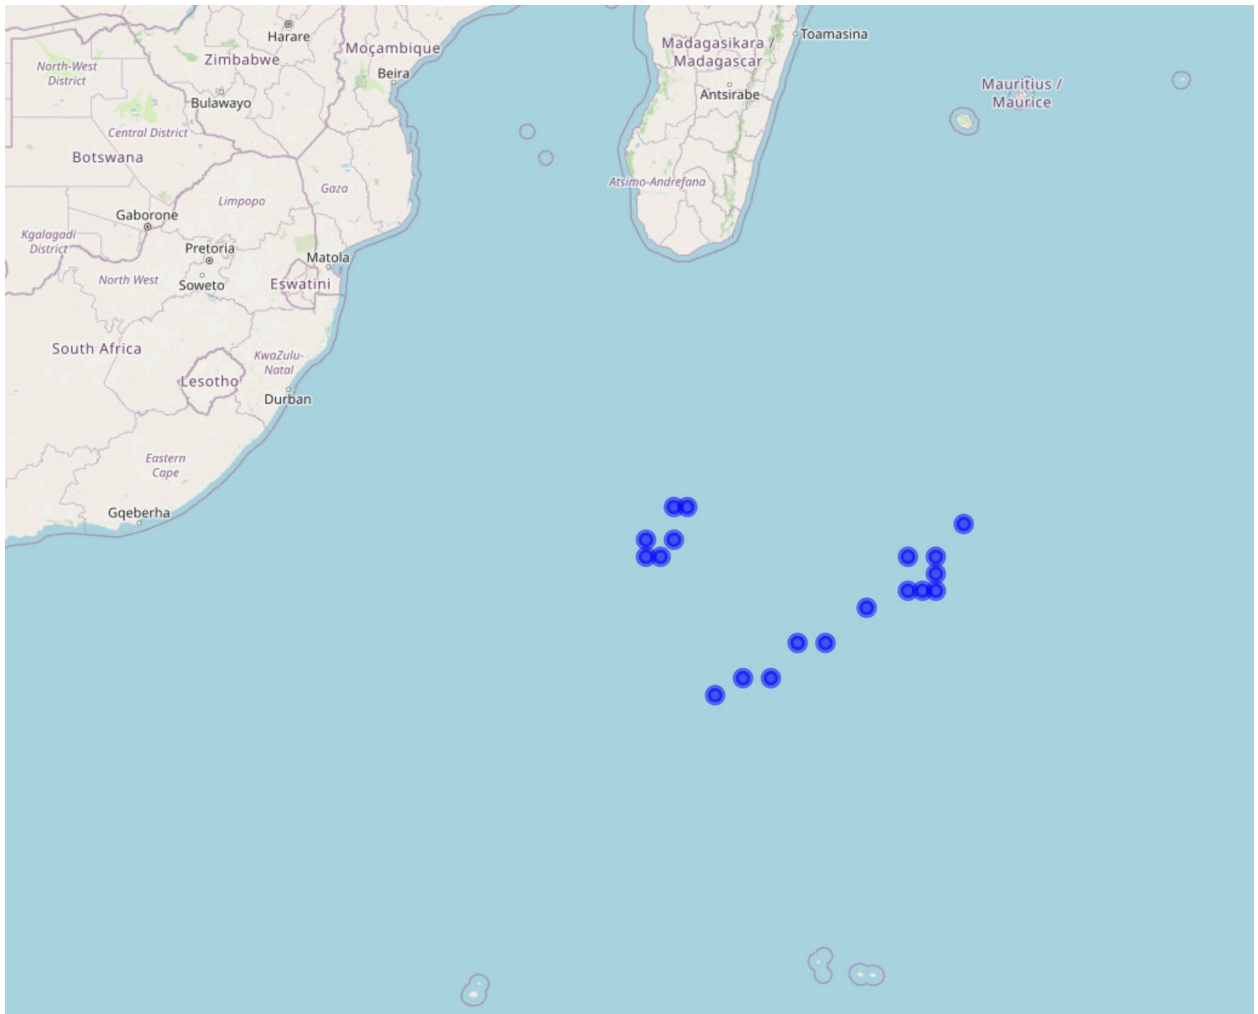 Harare
Moçambique
Zimbabwe
North-West
District
Beira
Bulawayo
Central District
Botswana
Gaza
Limpopo
Gaborone
Kgalagadi
District
Pretoria
Matola
North West
Soweto
Eswatini
South Africa
KwaZulu-
Natal
Lesotho
Durban
Eastern
Cape
Gqeberha
Toamasina
Madagasikara /
Madagascar
Antsirabe
Atsimo-Andrefana
Mauritius /
Maurice